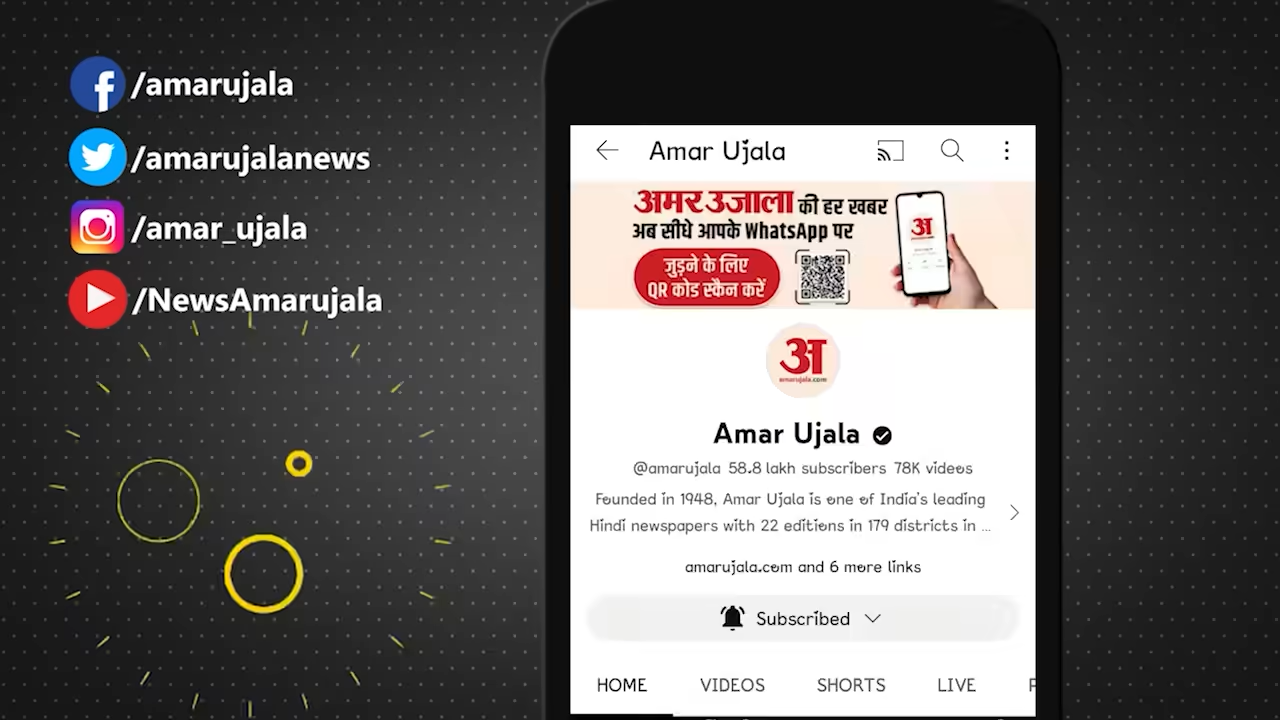 /amarujala
/amarujalanews
/amar_ujala
/NewsAmarujala
Amar Ujala
अमर उजाला की हर खबर
अब सीधे आपके WhatsApp पर
जुड़ने के लिए
QR कोड स्कैन करें
अ
अ
amarujala.com
Amar Ujala
@amarujala 58.8 lakh subscribers 78K videos
Founded in 1948, Amar Ujala is one of India's leading
Hindi newspapers with 22 editions in 179 districts in ...
amarujala.com and 6 more links
Subscribed
HOME VIDEOS SHORTS LIVE